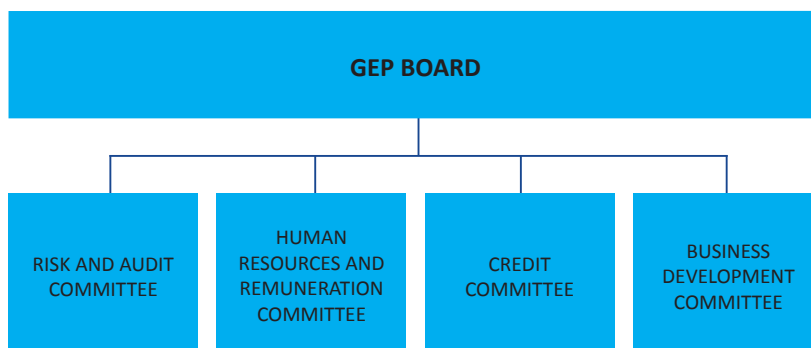 GEP BOARD
RISK AND AUDIT
COMMITTEE
HUMAN
RESOURCES AND
REMUNERATION
COMMITTEE
CREDIT
COMMITTEE
BUSINESS
DEVELOPMENT
COMMITTEE